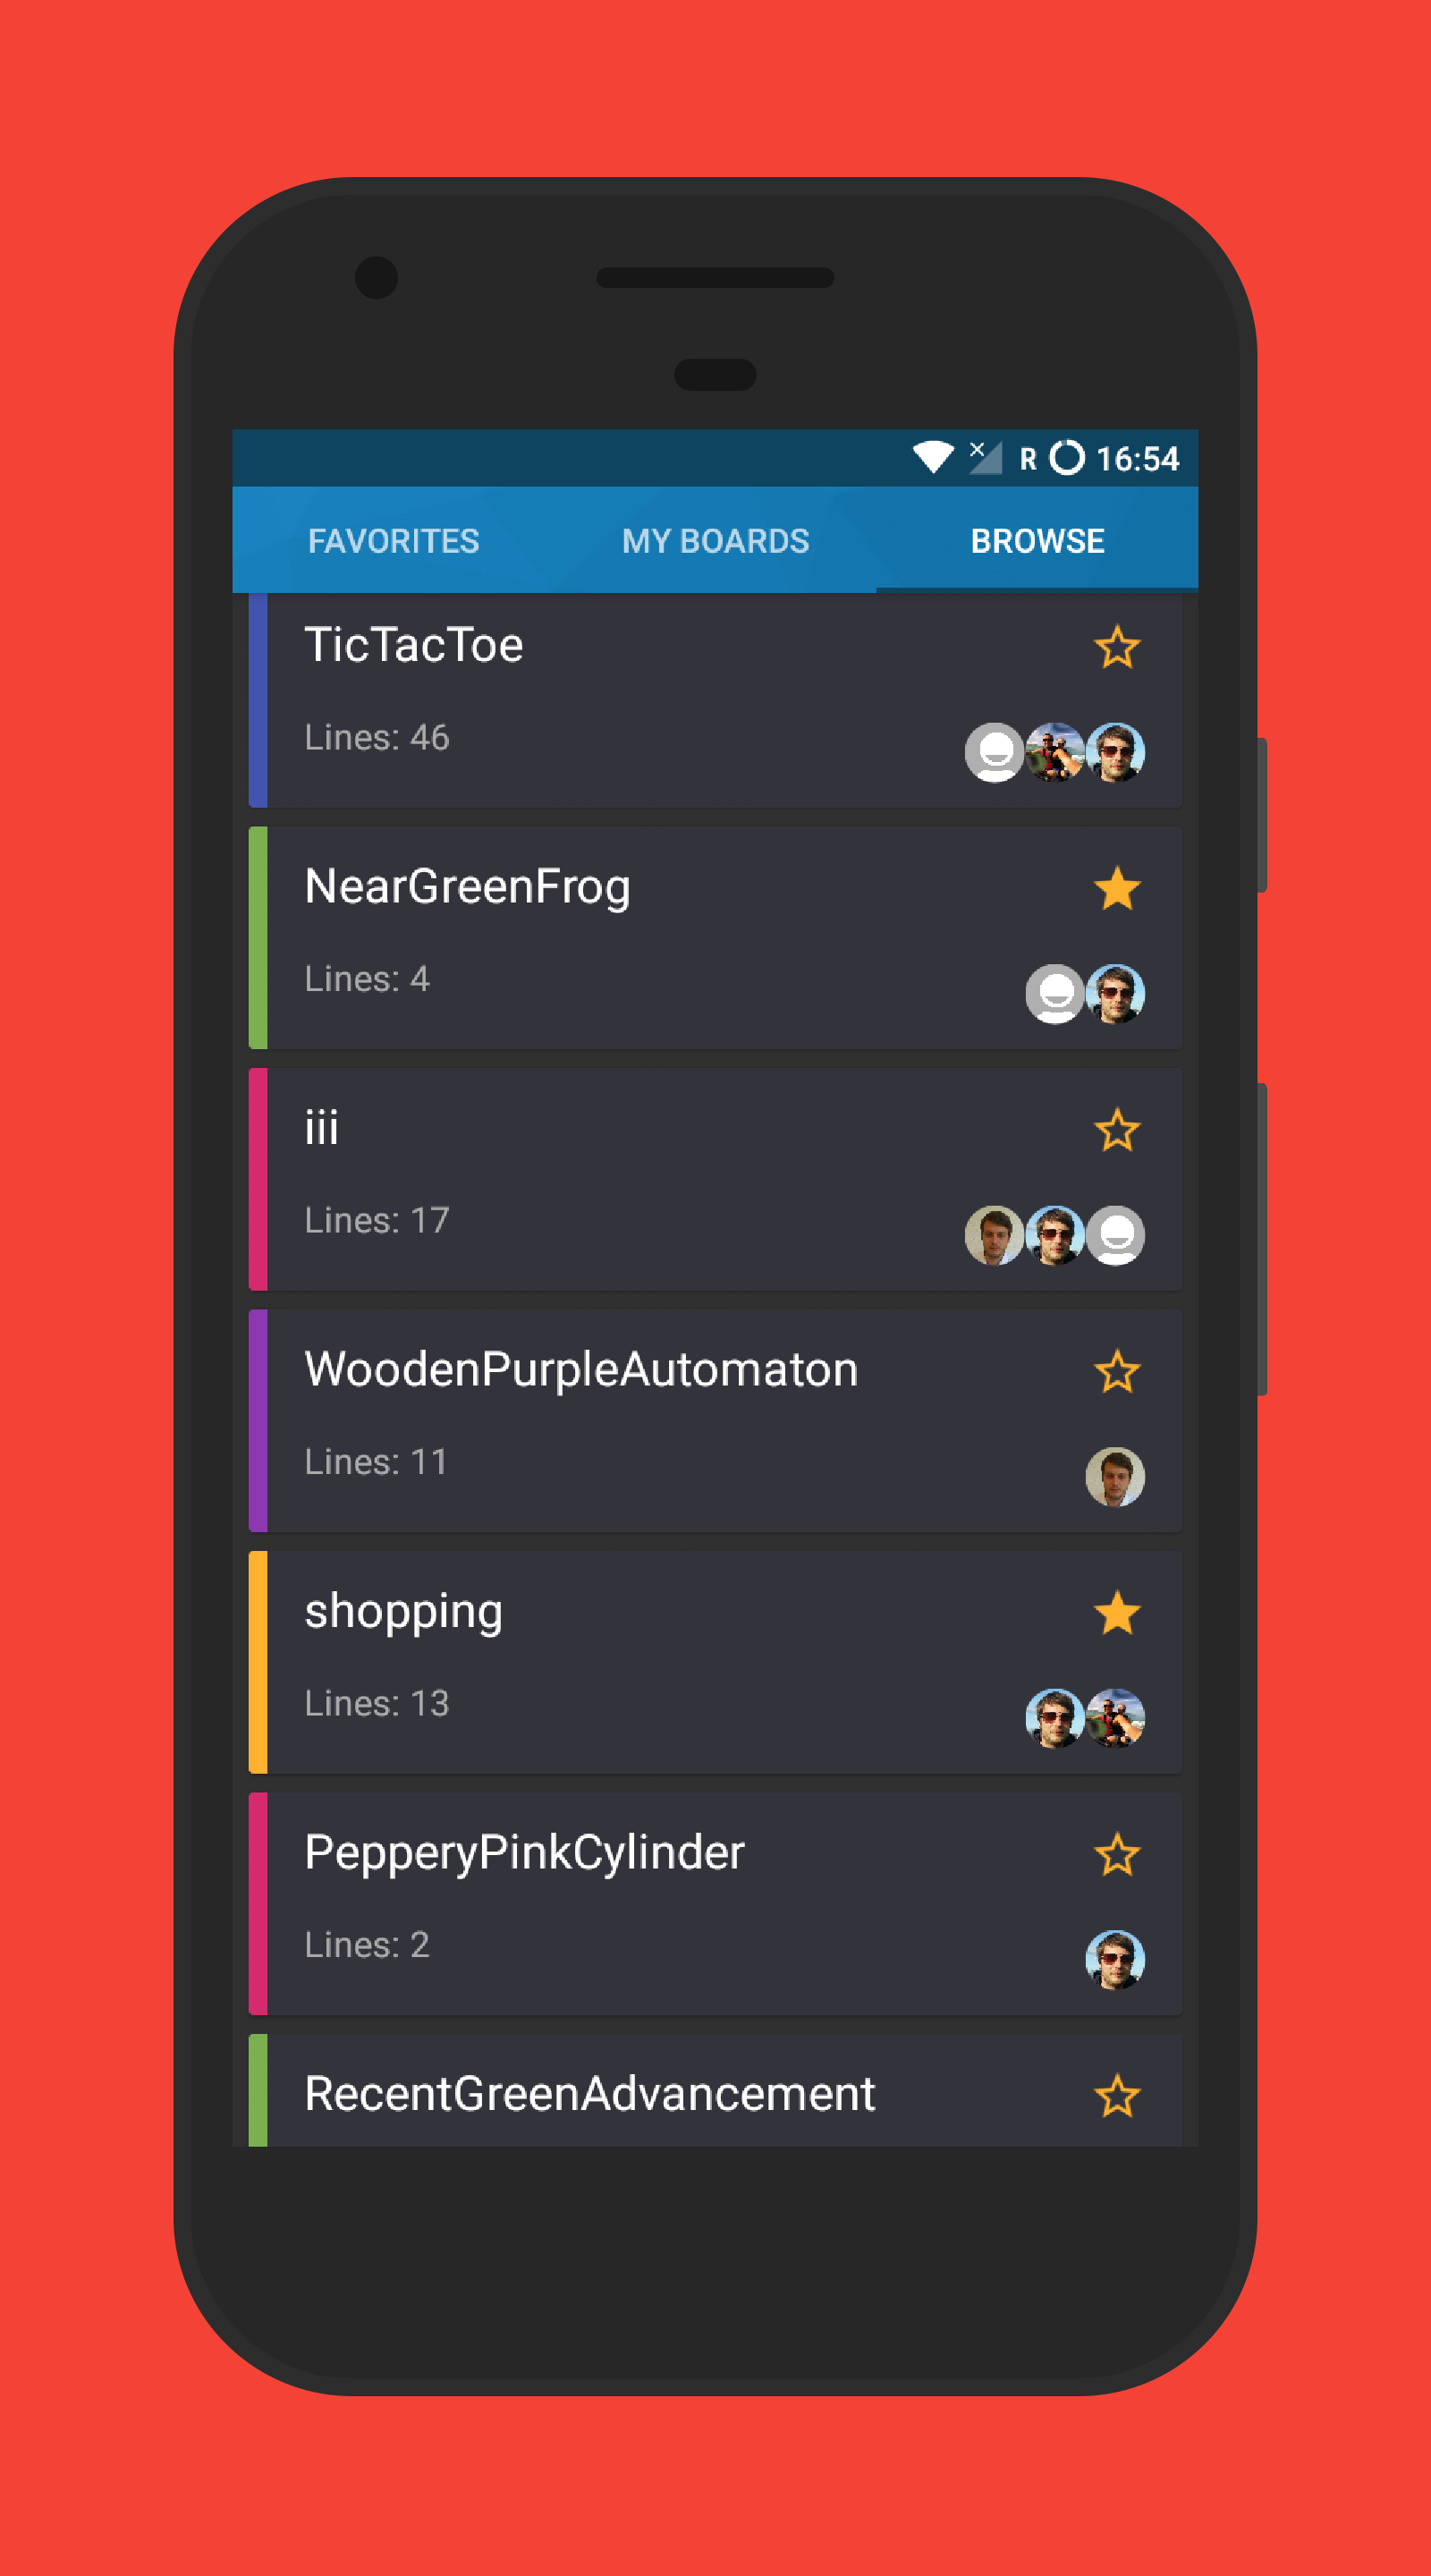 R 16:54
FAVORITES MY BOARDS BROWSE
TicTacToe
Lines: 46
NearGreenFrog
Lines: 4
iii
Lines: 17
WoodenPurpleAutomaton
Lines: 11
shopping
Lines: 13
PepperyPinkCylinder
Lines: 2
RecentGreenAdvancement